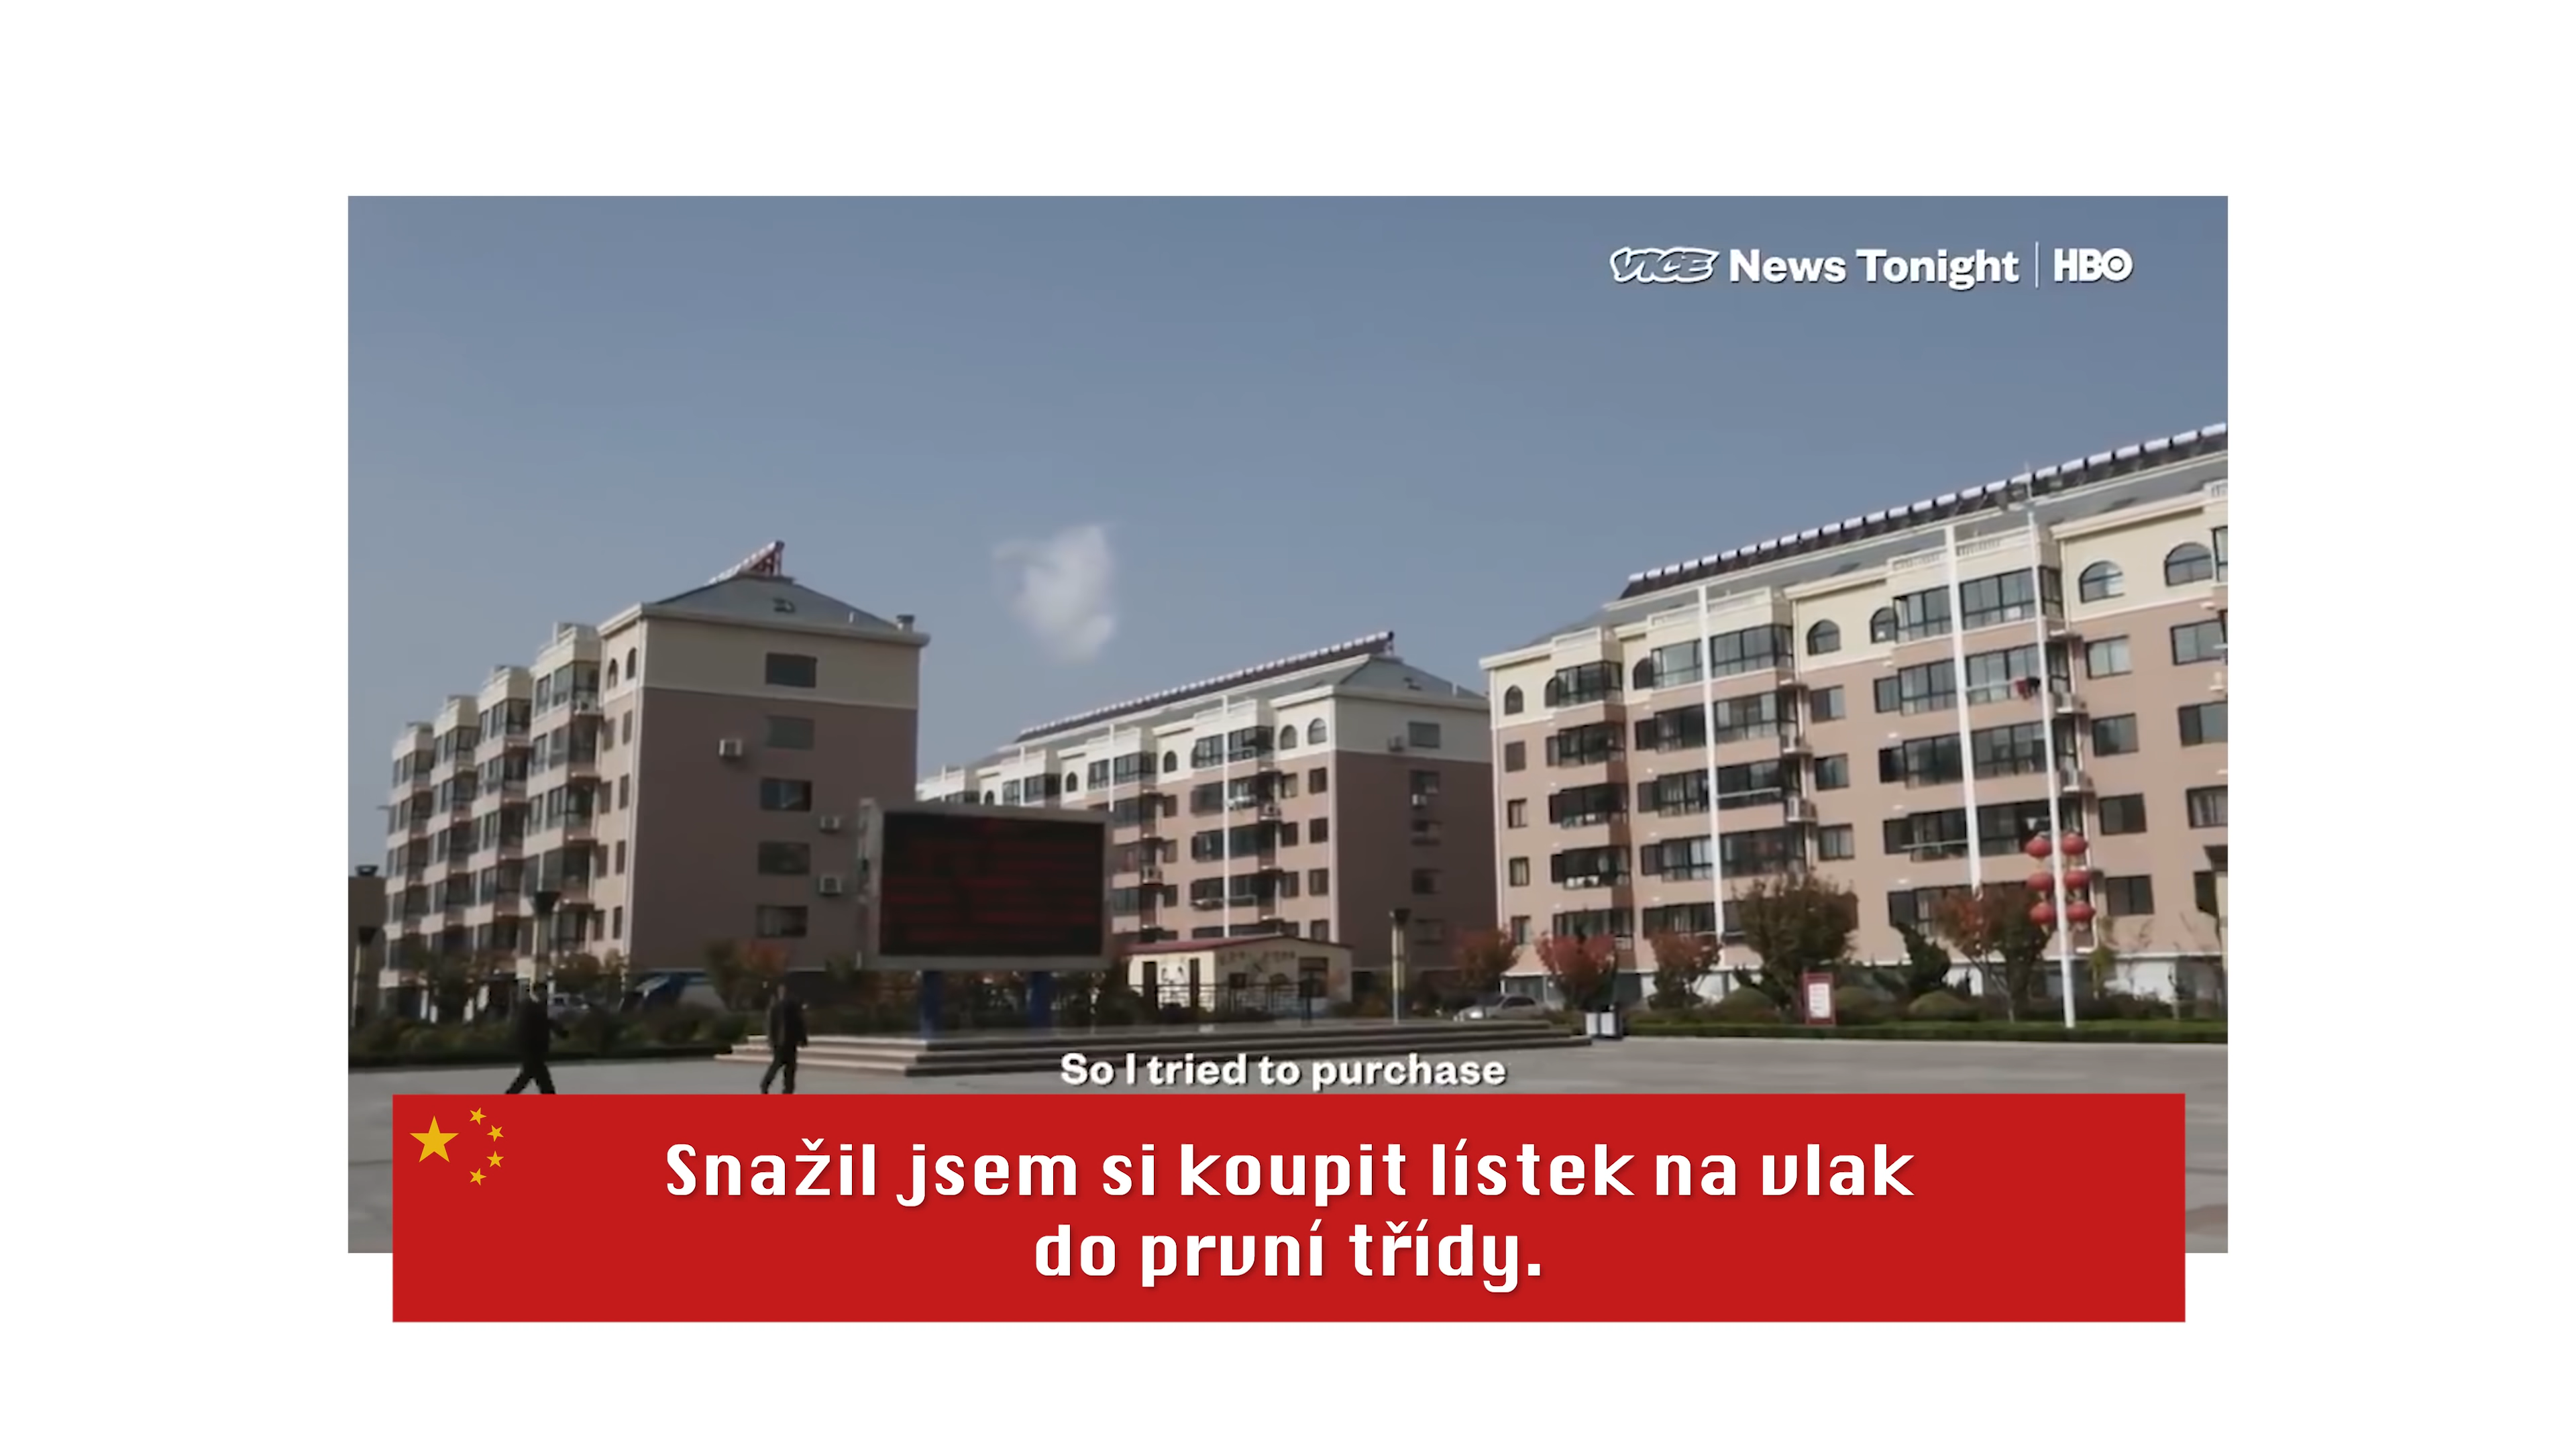 VICE News Tonight | HBO
So I tried to purchase
Snažil jsem si koupit lístek na vlak
do první třídy.